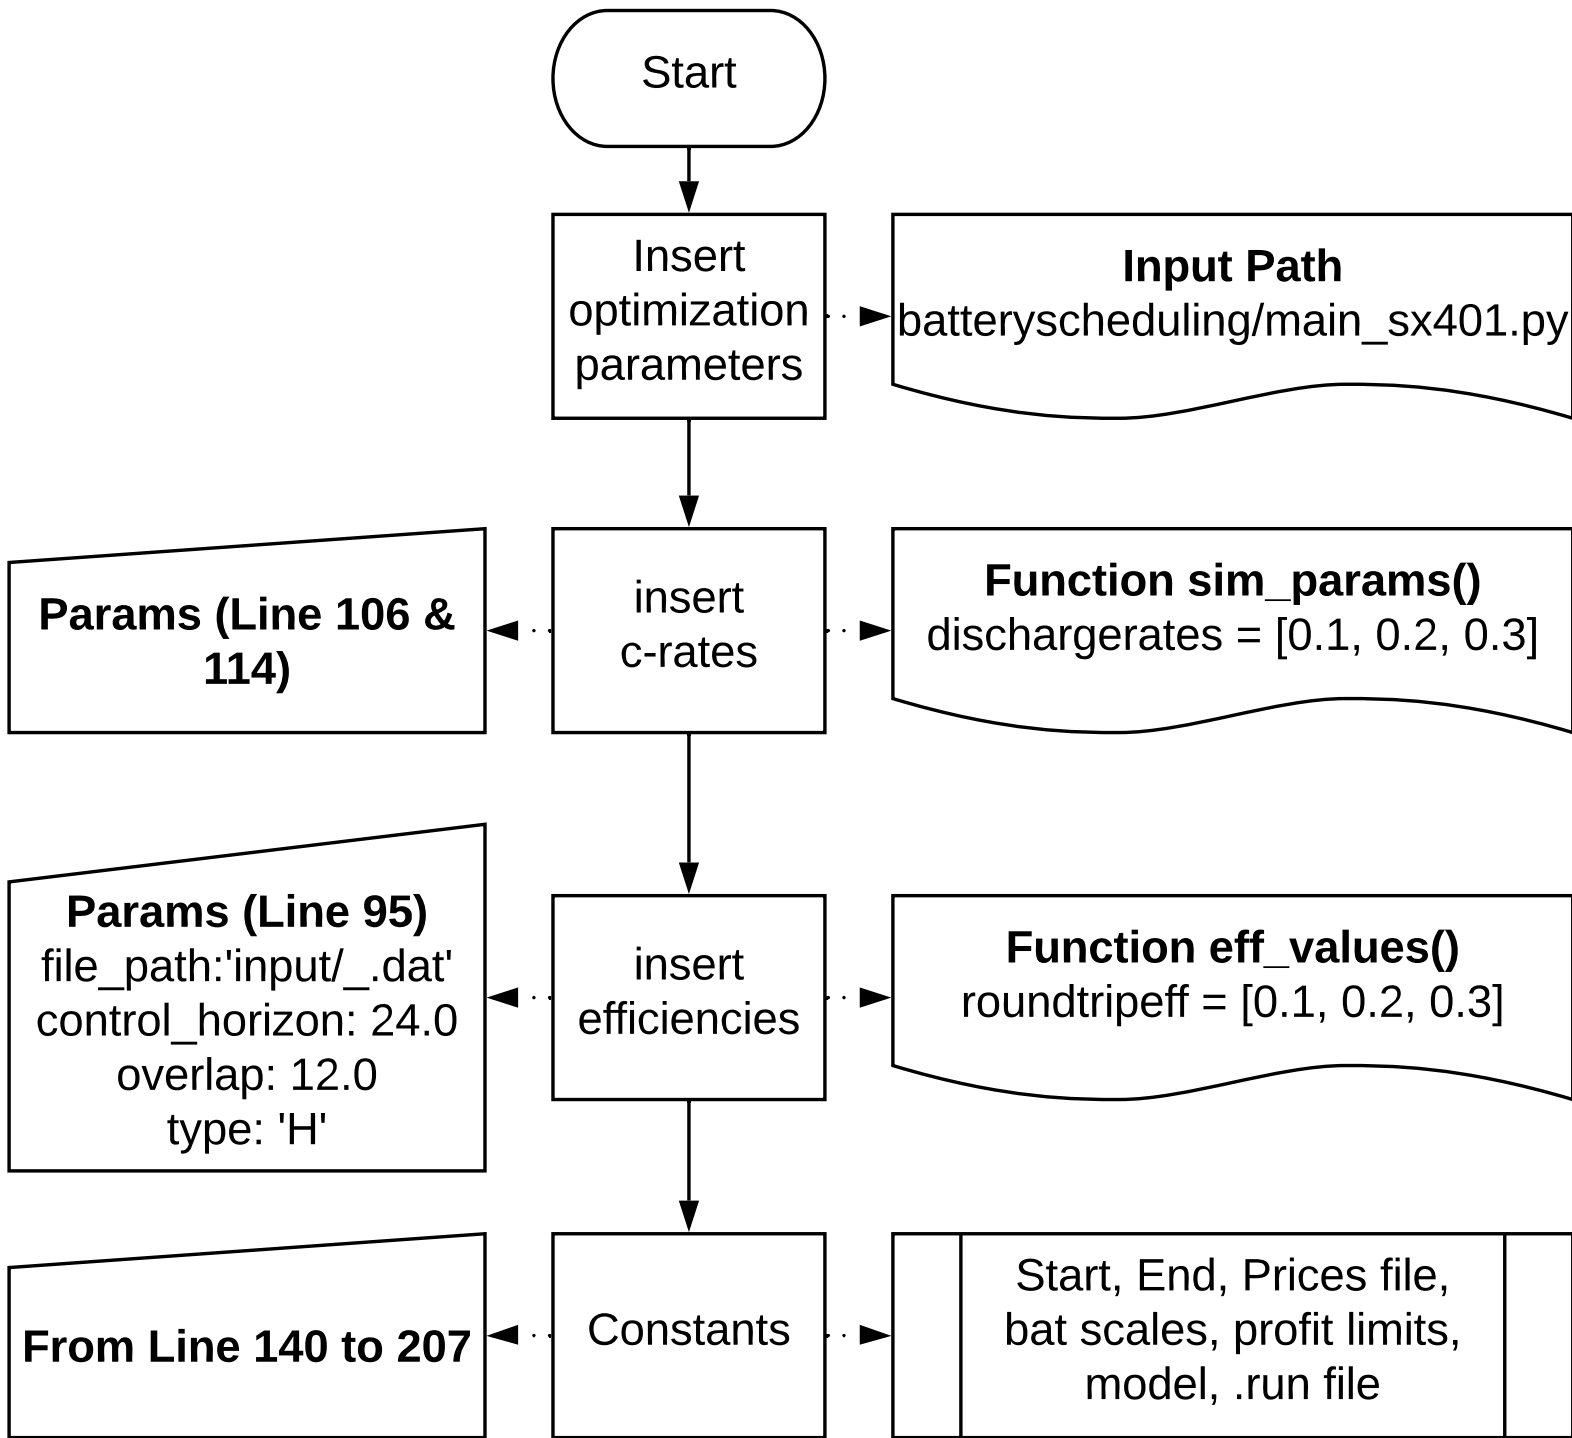 Start
Insert
optimization
parameters
Input Path
batteryscheduling/main_sx401.py
Params (Line 106 &
114)
insert
c-rates
Function sim_params()
dischargerates = [0.1, 0.2, 0.3]
Params (Line 95)
file_path:'input/_.dat'
control_horizon: 24.0
overlap: 12.0
type: 'H'
insert
efficiencies
Function eff_values()
roundtripeff = [0.1, 0.2, 0.3]
From Line 140 to 207
Constants
Start, End, Prices file,
bat scales, profit limits,
model, .run file